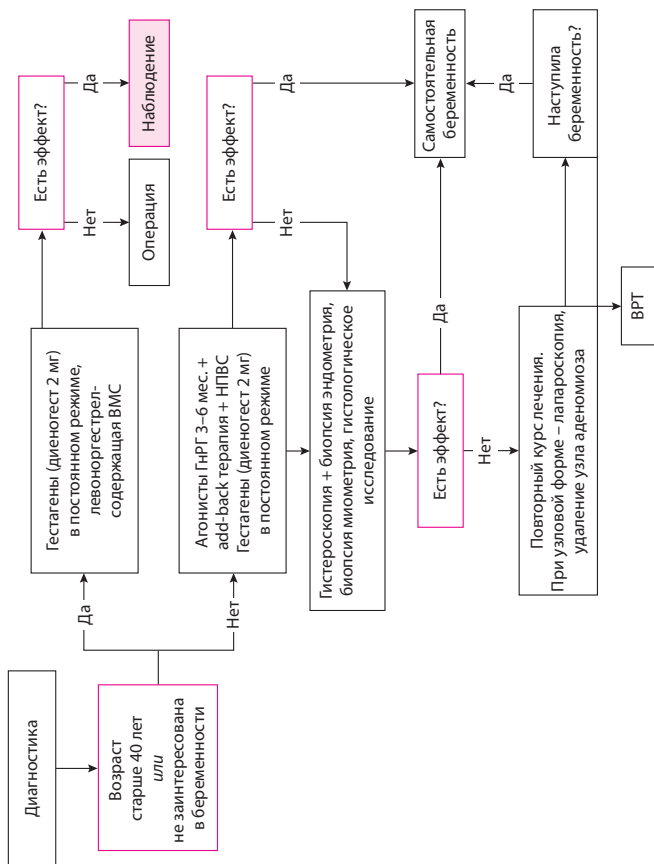 Диагностика
Возраст
старше 40 лет
или
не заинтересована
в беременности
Да
Нет
Гестагены (диеногест 2 мг)
в постоянном режиме,
левоноргестрел-
содержащая ВМС
Есть эффект?
Нет
Да
Операция
Наблюдение
Агонисты ГнРГ 3–6 мес. +
add-back терапия + НПВС
Гестагены (диеногест 2 мг)
в постоянном режиме
Есть эффект?
Нет
Да
Гистероскопия + биопсия эндометрия,
биопсия миометрия, гистологическое
исследование
Есть эффект?
Да
Нет
Самостоятельная
беременность
Повторный курс лечения.
При узловой форме – лапароскопия,
удаление узла аденомиоза
Наступила
беременность?
Да
ВРТ